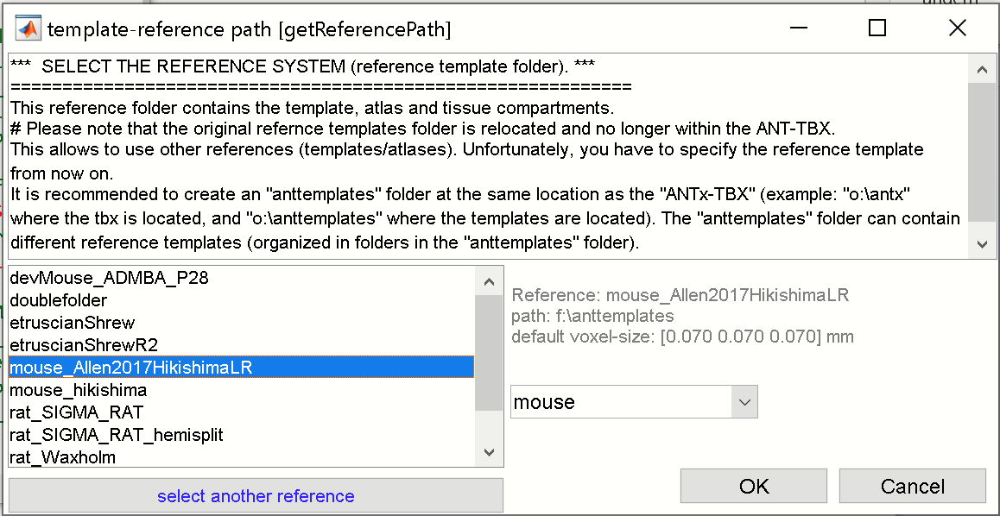 template-reference path [getReferencePath]
*** SELECT THE REFERENCE SYSTEM (reference template folder). ***
============================================================
This reference folder contains the template, atlas and tissue compartments.
# Please note that the original refernce templates folder is relocated and no longer within the ANT-TBX.
This allows to use other references (templates/atlases). Unfortunately, you have to specify the reference template
from now on.
It is recommended to create an "anttemplates" folder at the same location as the "ANTx-TBX" (example: "o:\antx"
where the tbx is located, and "o:\anttemplates" where the templates are located). The "anttemplates" folder can contain
different reference templates (organized in folders in the "anttemplates" folder).
devMouse_ADMBA_P28
doublefolder
etruscianShrew
etruscianShrewR2
mouse_Allen2017HikishimaLR
mouse_hikishima
rat_SIGMA_RAT
rat_SIGMA_RAT_hemisplit
rat_Waxholm
Reference: mouse_Allen2017HikishimaLR
path: f:\anttemplates
default voxel-size: [0.070 0.070 0.070] mm
mouse
select another reference
OK
Cancel